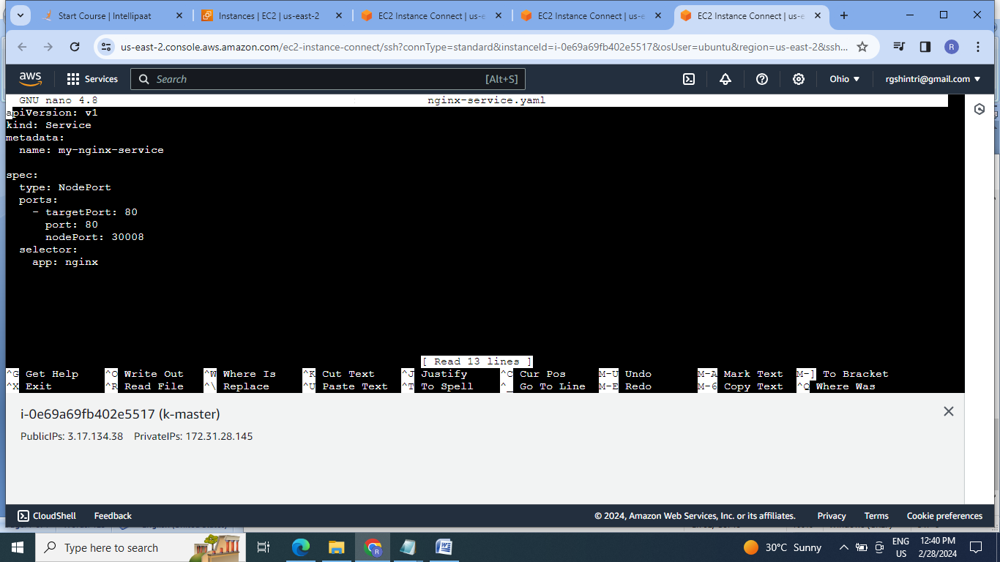 Start Course | Intellipaat
Instances | EC2 | us-east-2
EC2 Instance Connect | us-e
EC2 Instance Connect | us-e
EC2 Instance Connect | us-e
us-east-2.console.aws.amazon.com/ec2-instance-connect/ssh?connType=standard&instanceId=i-0e69a69fb402e5517&osUser=ubuntu&region=us-east-2&ssh...
R
aws
Services
Search
[Alt+S]
Ohio
rgshintri@gmail.com
GNU nano 4.8 nginx-service.yaml
apiVersion: v1
kind: Service
metadata:
  name: my-nginx-service

spec:
  type: NodePort
  ports:
    - targetPort: 80
      port: 80
      nodePort: 30008
  selector:
    app: nginx
[ Read 13 lines ]
^G Get Help ^O Write Out ^W Where Is ^K Cut Text ^J Justify ^C Cur Pos M-U Undo M-A Mark Text M-] To Bracket
^X Exit ^R Read File ^\ Replace ^U Paste Text ^T To Spell ^_ Go To Line M-E Redo M-6 Copy Text ^Q Where Was
i-0e69a69fb402e5517 (k-master)
PublicIPs: 3.17.134.38 PrivateIPs: 172.31.28.145
CloudShell
Feedback
© 2024, Amazon Web Services, Inc. or its affiliates.
Privacy
Terms
Cookie preferences
Type here to search
30°C Sunny
ENG
US
12:40 PM
2/28/2024